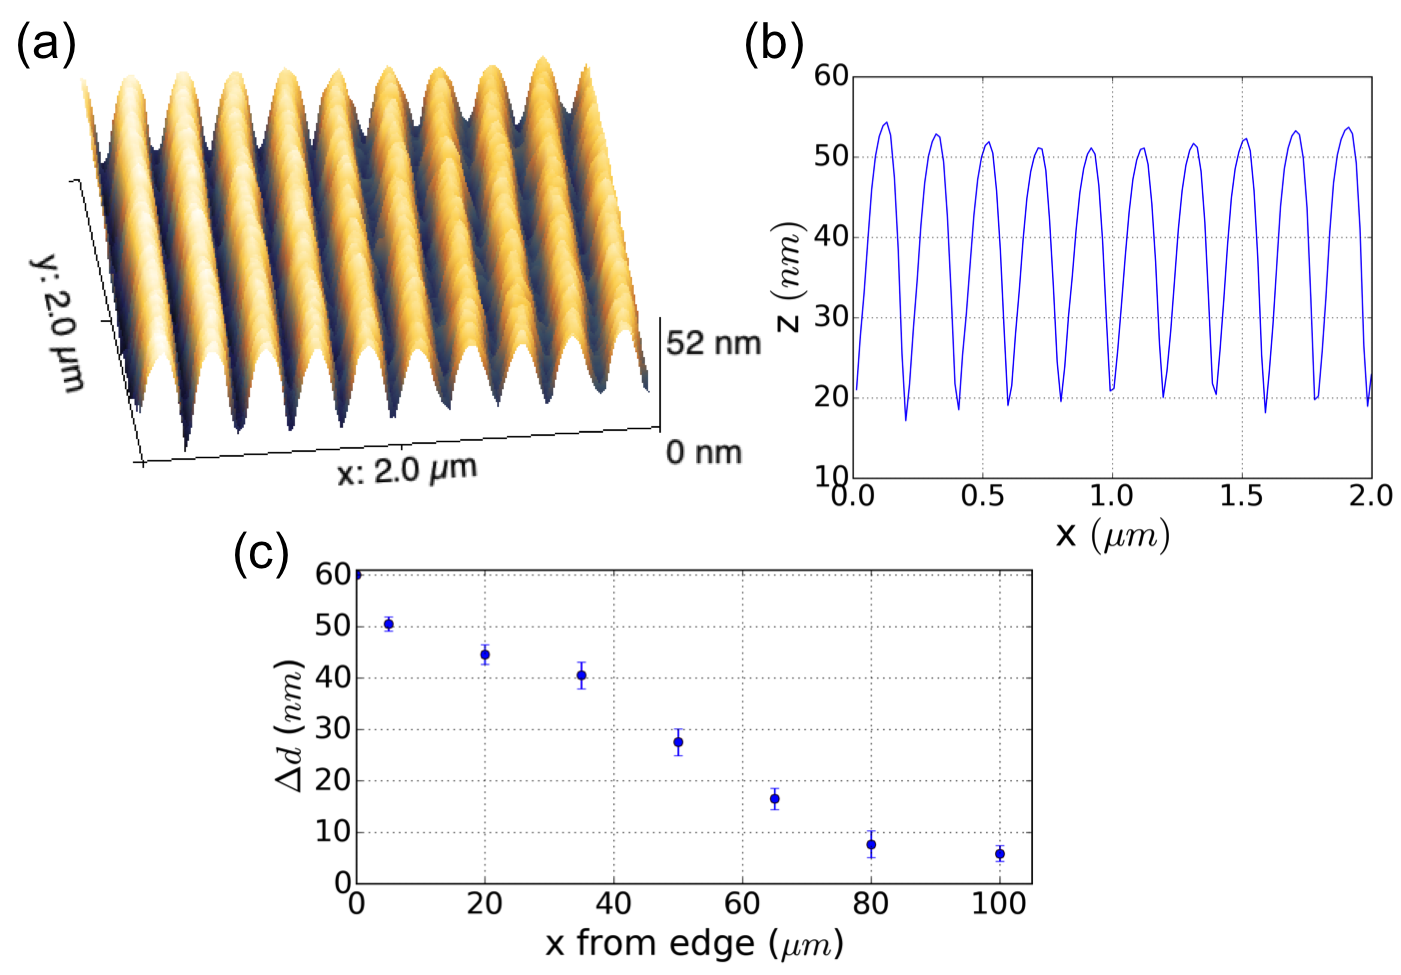 (a)
y: 2.0 μm
x: 2.0 μm
52 nm
0 nm
(b)
60
50
40
30
20
10
z (nm)
0.0 0.5 1.0 1.5 2.0
x (μm)
(c)
60
50
40
30
20
10
0
Δd (nm)
0 20 40 60 80 100
x from edge (μm)